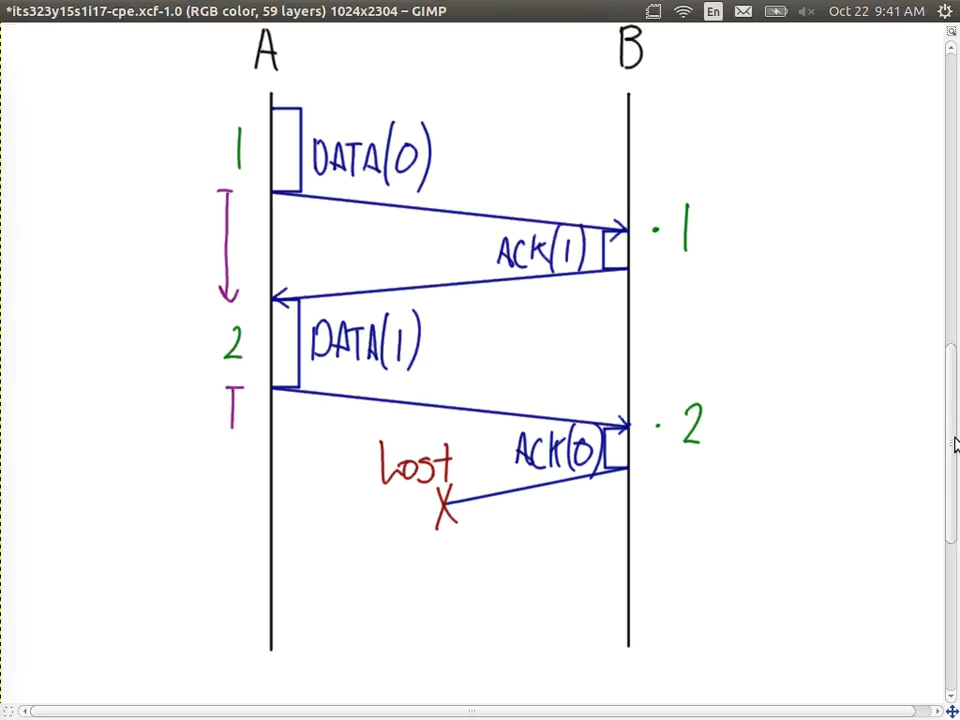 *its323y15s1i17-cpe.xcf-1.0 (RGB color, 59 layers) 1024x2304 – GIMP
En
Oct 22 9:41 AM
A
B
1
DATA(0)
1
ACK(1)
2
DATA(1)
2
ACK(0)
Lost
X